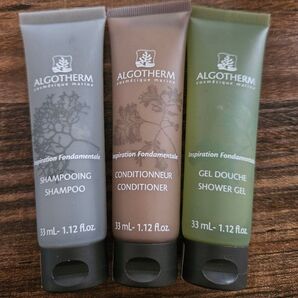 ALGOTHERM
cosmétique marine
Inspiration Fondamentale
SHAMPOOING
SHAMPOO
33 mL- 1.12 fl.oz.
ALGOTHERM
cosmétique marine
Inspiration Fondamentale
CONDITIONNEUR
CONDITIONER
33 mL- 1.12 fl.oz.
ALGOTHERM
cosmétique marine
Inspiration Fondamentale
GEL DOUCHE
SHOWER GEL
33 mL- 1.12 fl.oz.